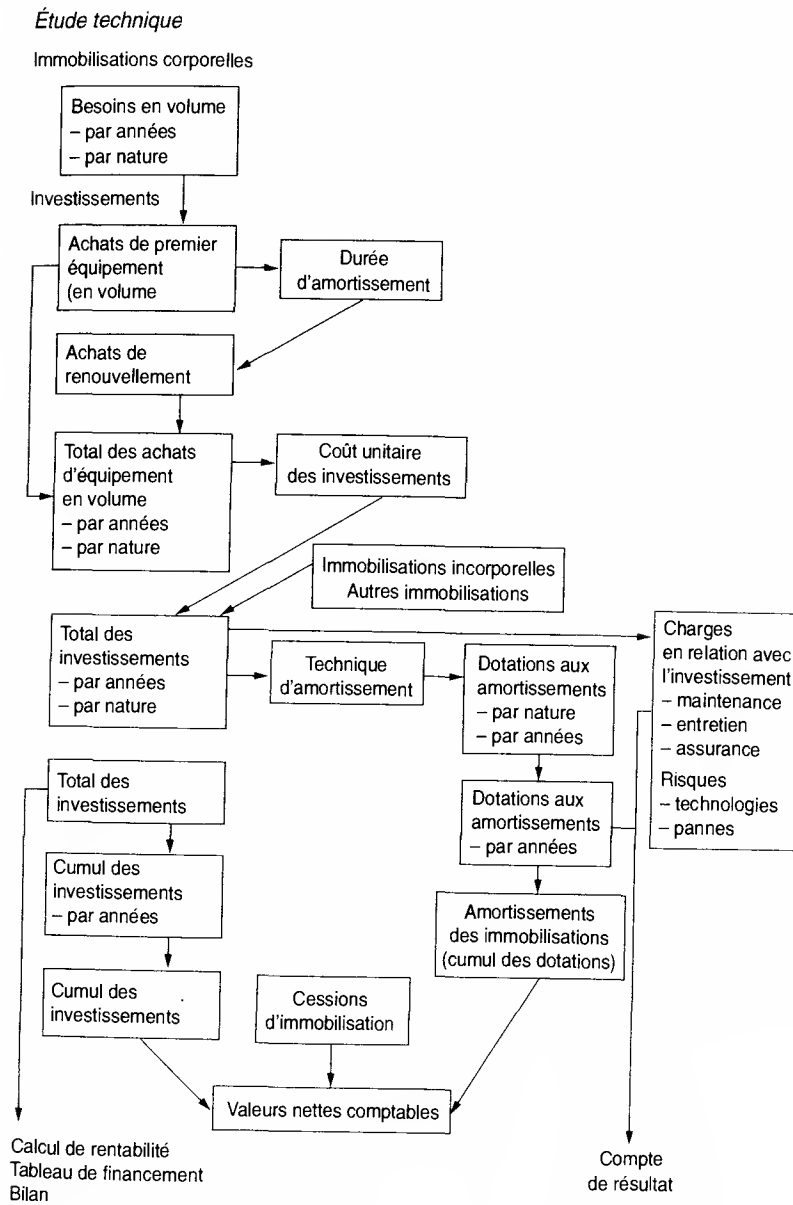 Étude technique
Immobilisations corporelles
Besoins en volume
– par années
– par nature
Investissements
Achats de premier
équipement
(en volume
Durée
d'amortissement
Achats de
renouvellement
Total des achats
d'équipement
en volume
– par années
– par nature
Coût unitaire
des investissements
Immobilisations incorporelles
Autres immobilisations
Total des
investissements
– par années
– par nature
Technique
d'amortissement
Dotations aux
amortissements
– par nature
– par années
Charges
en relation avec
l'investissement
– maintenance
– entretien
– assurance
Risques
– technologies
– pannes
Total des
investissements
Dotations aux
amortissements
– par années
Cumul des
investissements
– par années
Amortissements
des immobilisations
(cumul des dotations)
Cumul des
investissements
Cessions
d'immobilisation
Valeurs nettes comptables
Calcul de rentabilité
Tableau de financement
Bilan
Compte
de résultat